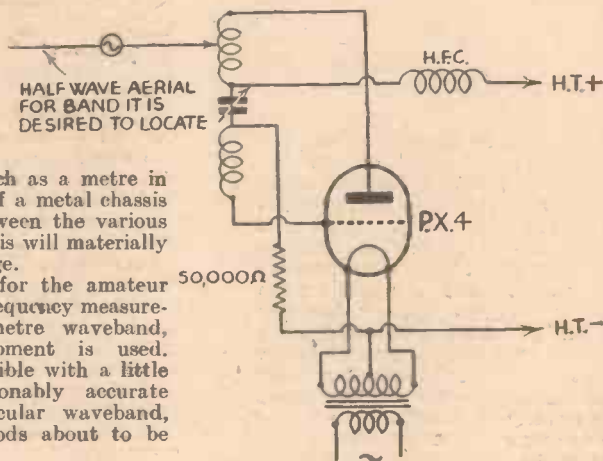 H.F.C.
H.T.+
HALF WAVE AERIAL
FOR BAND IT IS
DESIRED TO LOCATE
ch as a metre in
f a metal chassis
ween the various
is will materially
ge.
for the amateur
equency measure-
metre waveband,
pment is used.
ible with a little
onably accurate
cular waveband,
ods about to be
P.X.4
50,000Ω
H.T.-